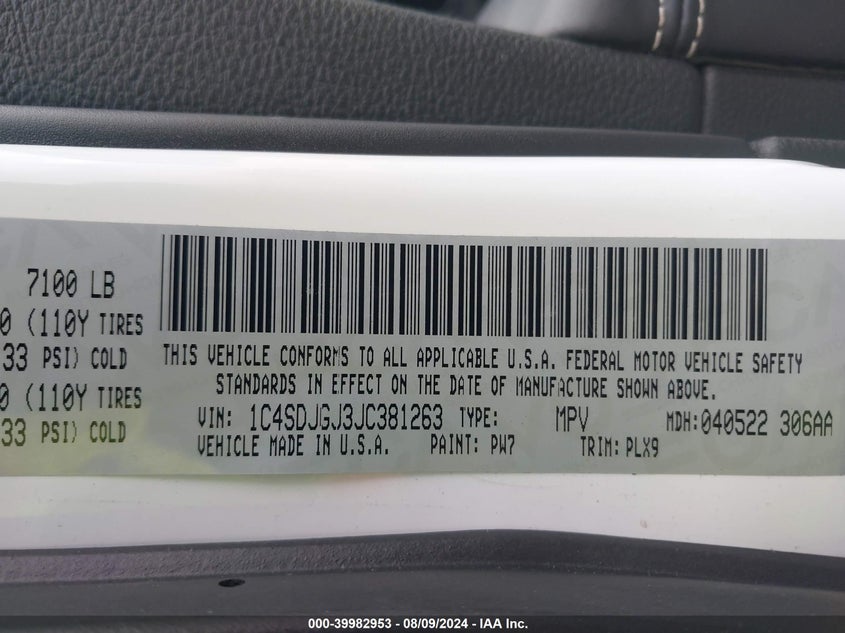 7100 LB
0 (110Y TIRES
33 PSI) COLD
0 (110Y TIRES
33 PSI) COLD
THIS VEHICLE CONFORMS TO ALL APPLICABLE U.S.A. FEDERAL MOTOR VEHICLE SAFETY
STANDARDS IN EFFECT ON THE DATE OF MANUFACTURE SHOWN ABOVE.
VIN: 1C4SDJGJ3JC381263 TYPE: MPV MDH:040522 306AA
VEHICLE MADE IN U.S.A. PAINT: PW7 TRIM: PLX9
000-39982953 - 08/09/2024 - IAA Inc.